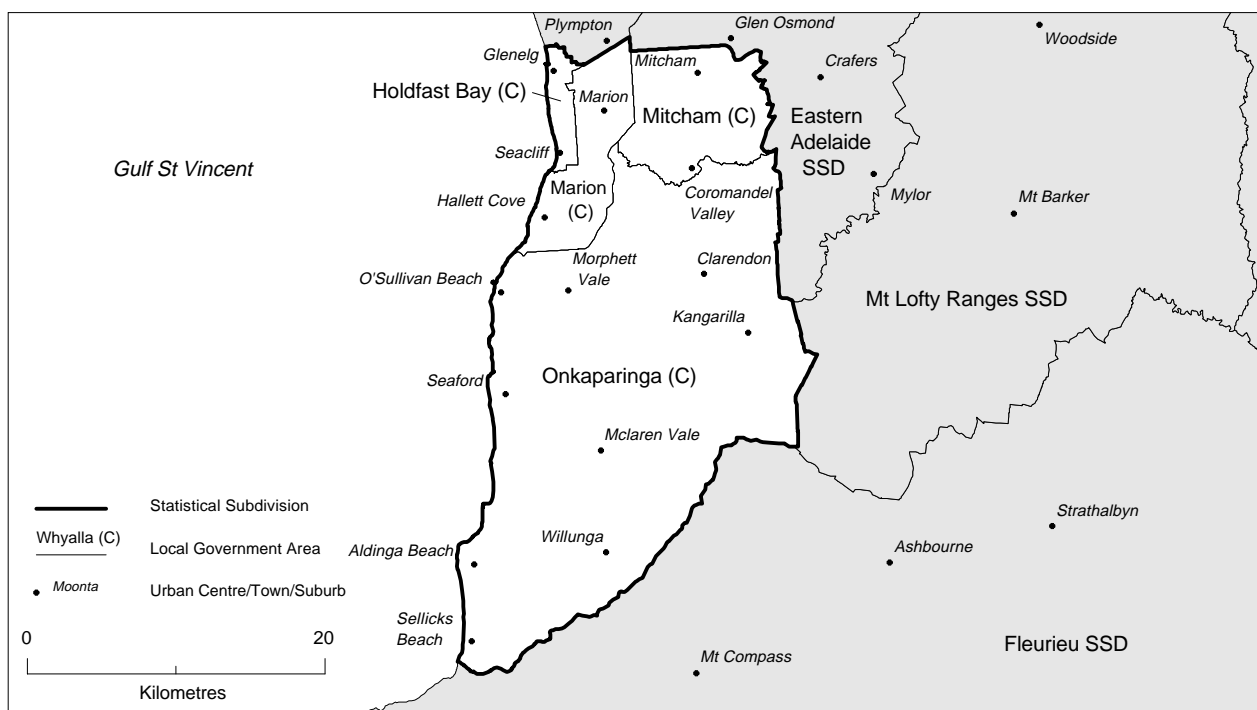 Plympton
Glen Osmond
Woodside
Glenelg
Mitcham
Crafers
Holdfast Bay (C)
Marion
Mitcham (C)
Eastern
Adelaide
SSD
Seacliff
Gulf St Vincent
Marion
(C)
Coromandel
Valley
Mylor
Mt Barker
Hallett Cove
Morphett
Vale
Clarendon
O'Sullivan Beach
Mt Lofty Ranges SSD
Kangarilla
Onkaparinga (C)
Seaford
Mclaren Vale
Statistical Subdivision
Strathalbyn
Whyalla (C)
Local Government Area
Aldinga Beach
Willunga
Ashbourne
Moonta
Urban Centre/Town/Suburb
Sellicks
Beach
0
20
Fleurieu SSD
Mt Compass
Kilometres